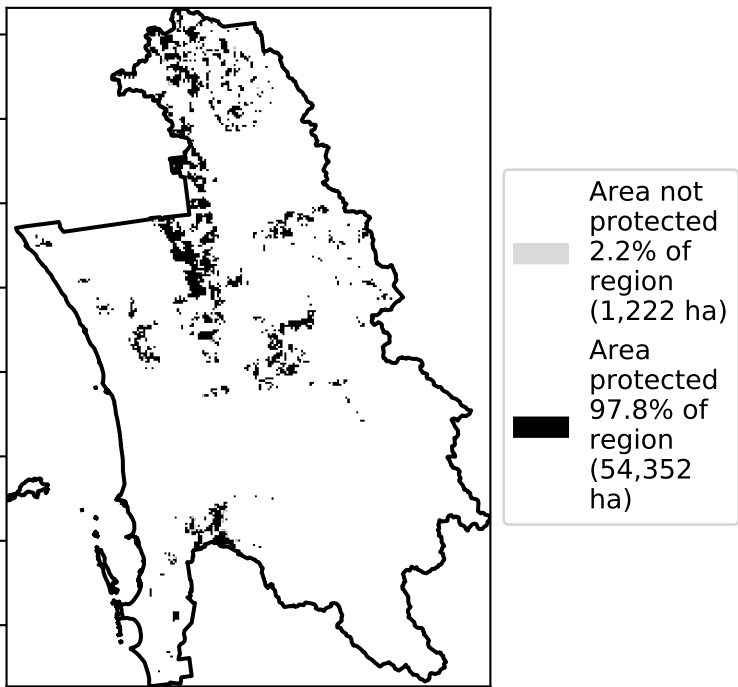 Area not
protected
2.2% of
region
(1,222 ha)
Area
protected
97.8% of
region
(54,352
ha)